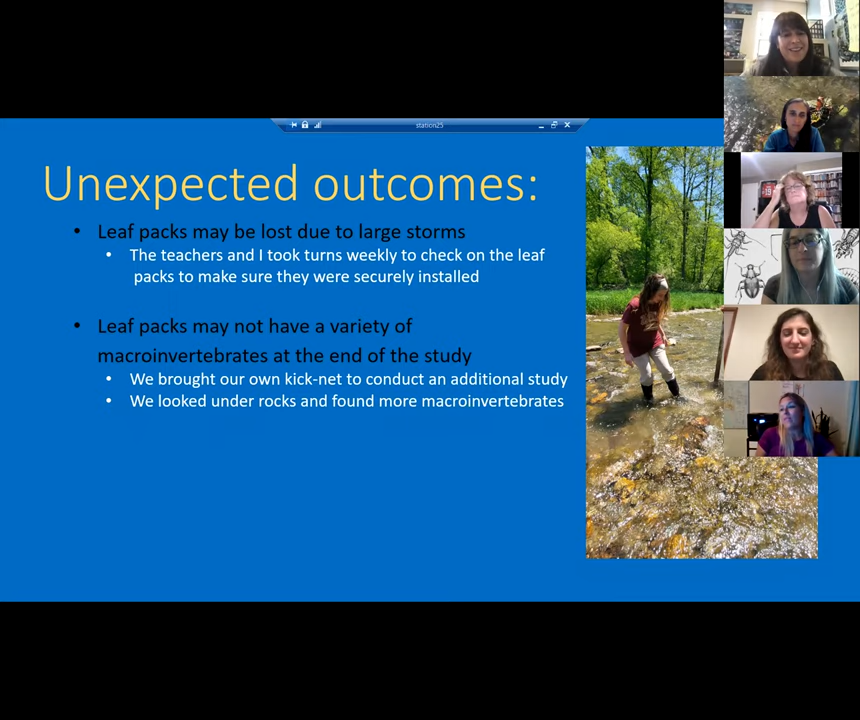 station25
Unexpected outcomes:
• Leaf packs may be lost due to large storms
• The teachers and I took turns weekly to check on the leaf
packs to make sure they were securely installed
• Leaf packs may not have a variety of
macroinvertebrates at the end of the study
• We brought our own kick-net to conduct an additional study
• We looked under rocks and found more macroinvertebrates